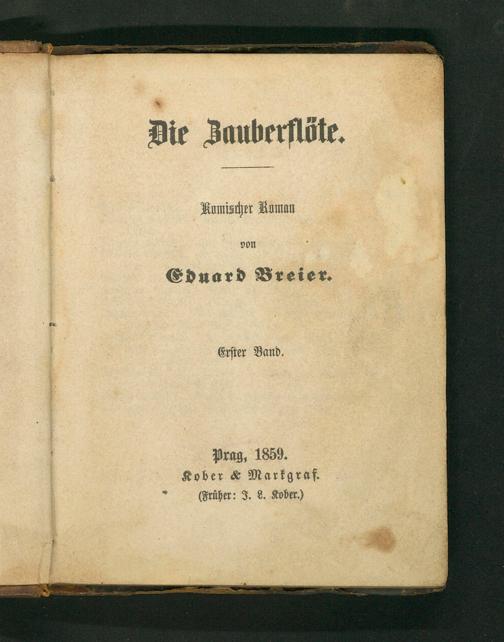 Die Zauberflöte.
Komischer Roman
von
Eduard Breier.
Erster Band.
Prag, 1859.
Kober & Markgraf.
(Früher: J. L. Kober.)